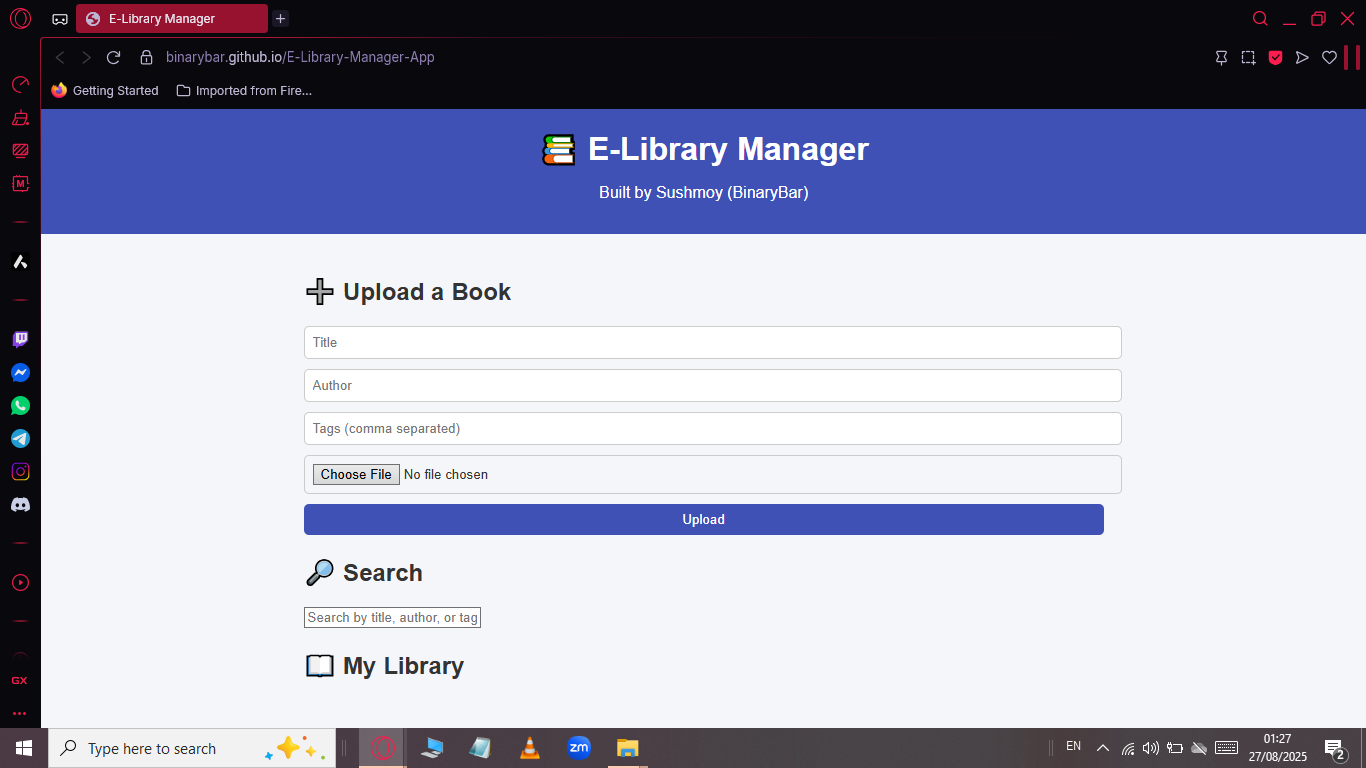 E-Library Manager
binarybar.github.io/E-Library-Manager-App
Getting Started Imported from Fire...
E-Library Manager
Built by Sushmoy (BinaryBar)
Upload a Book
Title
Author
Tags (comma separated)
Choose File No file chosen
Upload
Search
Search by title, author, or tag
My Library
M
GX
Type here to search
zm
EN
01:27
27/08/2025
2